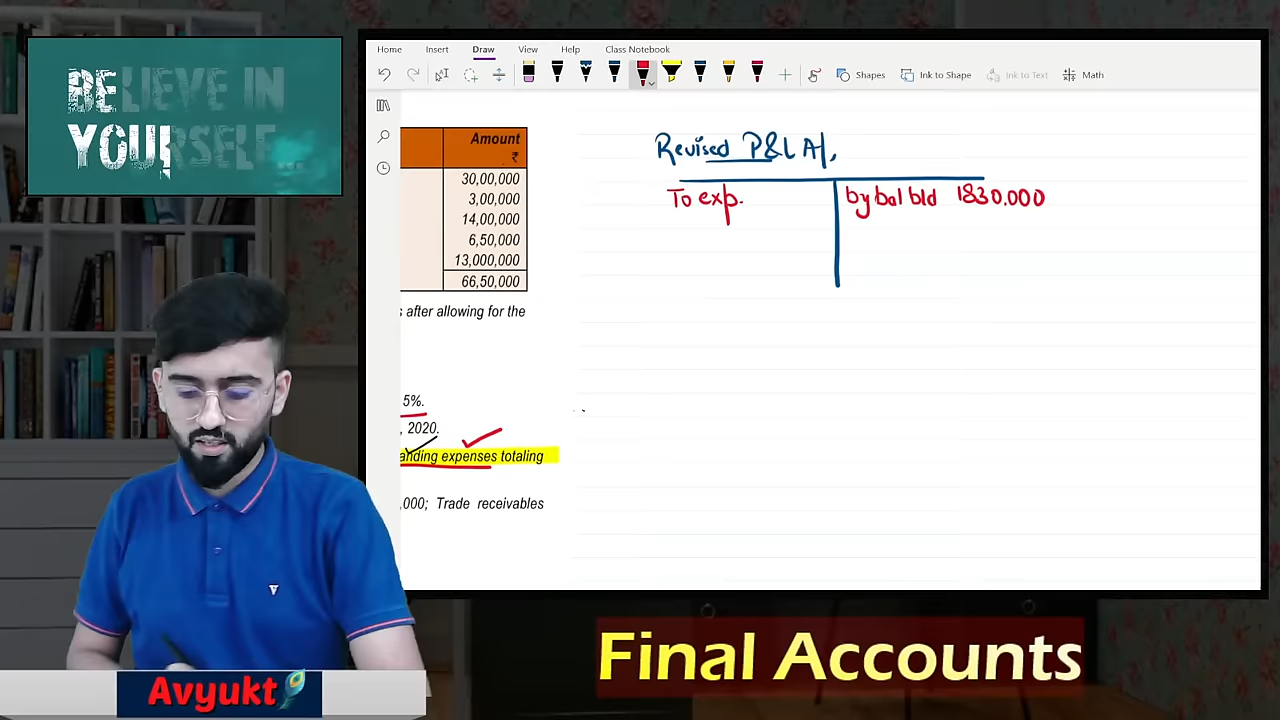 BELIEVE IN
YOURSELF...
Home Insert Draw View Help Class Notebook
Shapes Ink to Shape Ink to Text Math
Amount
₹
30,00,000
3,00,000
14,00,000
6,50,000
13,000,000
66,50,000
s after allowing for the
5%.
, 2020.
anding expenses totaling
,000; Trade receivables
Revised P&L A/,
To exp.
by bal bld 1830.000
Final Accounts
Avyukt